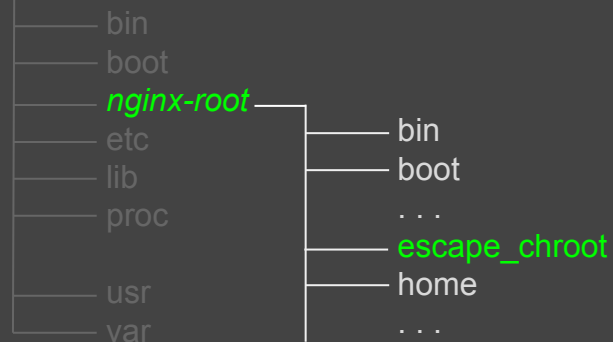 bin
boot
nginx-root
etc
lib
proc
usr
var
bin
boot
. . .
escape_chroot
home
. . .